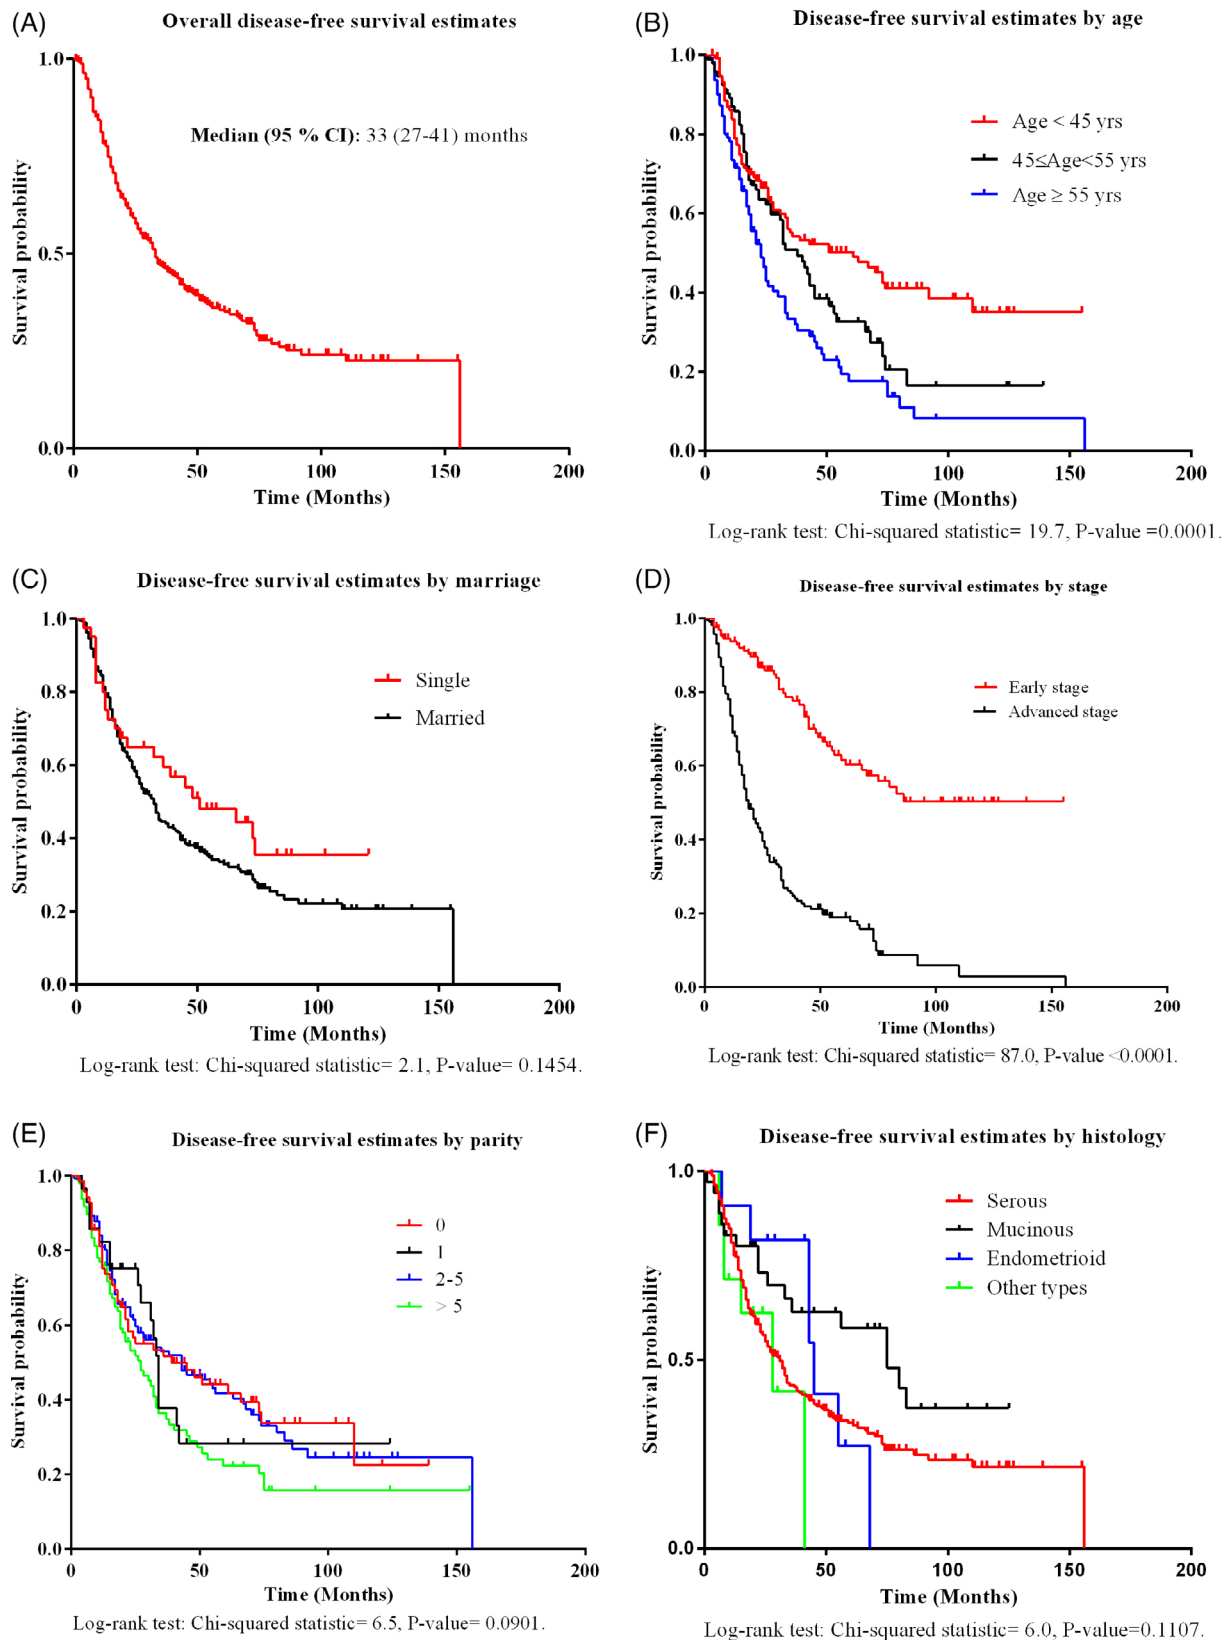 (A)
Overall disease-free survival estimates
Survival probability
1.0
0.5
0.0
Median (95 % CI): 33 (27-41) months
0 50 100 150 200
Time (Months)
(B)
Disease-free survival estimates by age
Survival probability
1.0
0.8
0.6
0.4
0.2
0.0
Age < 45 yrs
45≤Age<55 yrs
Age ≥ 55 yrs
0 50 100 150 200
Time (Months)
Log-rank test: Chi-squared statistic= 19.7, P-value =0.0001.
(C)
Disease-free survival estimates by marriage
Survival probability
1.0
0.8
0.6
0.4
0.2
0.0
Single
Married
0 50 100 150 200
Time (Months)
Log-rank test: Chi-squared statistic= 2.1, P-value= 0.1454.
(D)
Disease-free survival estimates by stage
Survival probability
1.0
0.8
0.6
0.4
0.2
0.0
Early stage
Advanced stage
0 50 100 150 200
Time (Months)
Log-rank test: Chi-squared statistic= 87.0, P-value <0.0001.
(E)
Disease-free survival estimates by parity
Survival probability
1.0
0.8
0.6
0.4
0.2
0.0
0
1
2-5
> 5
0 50 100 150 200
Time (Months)
Log-rank test: Chi-squared statistic= 6.5, P-value= 0.0901.
(F)
Disease-free survival estimates by histology
Survival probability
1.0
0.5
0.0
Serous
Mucinous
Endometrioid
Other types
0 50 100 150 200
Time (Months)
Log-rank test: Chi-squared statistic= 6.0, P-value=0.1107.